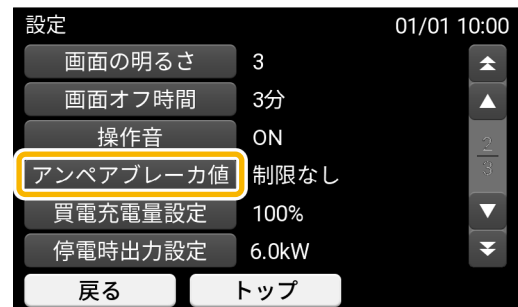 設定 01/01 10:00
画面の明るさ 3
画面オフ時間 3分
操作音 ON
アンペアブレーカ値 制限なし
買電充電量設定 100%
停電時出力設定 6.0kW
2
3
戻る トップ